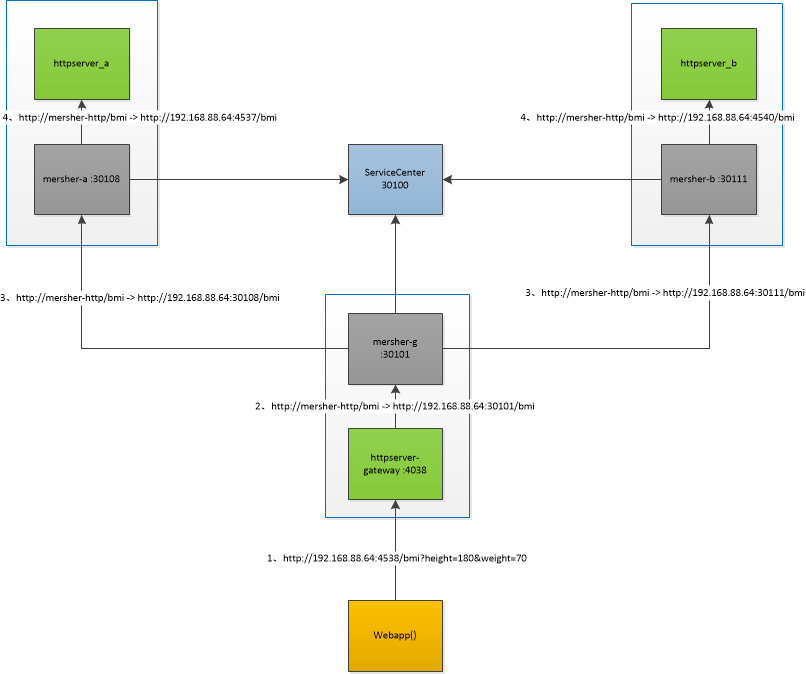 httpserver_a
httpserver_b
4、http://mersher-http/bmi -> http://192.168.88.64:4537/bmi
4、http://mersher-http/bmi -> http://192.168.88.64:4540/bmi
mersher-a :30108
ServiceCenter
30100
mersher-b :30111
3、http://mersher-http/bmi -> http://192.168.88.64:30108/bmi
3、http://mersher-http/bmi -> http://192.168.88.64:30111/bmi
mersher-g
:30101
2、http://mersher-http/bmi -> http://192.168.88.64:30101/bmi
httpserver-
gateway :4038
1、http://192.168.88.64:4538/bmi?height=180&weight=70
Webapp()